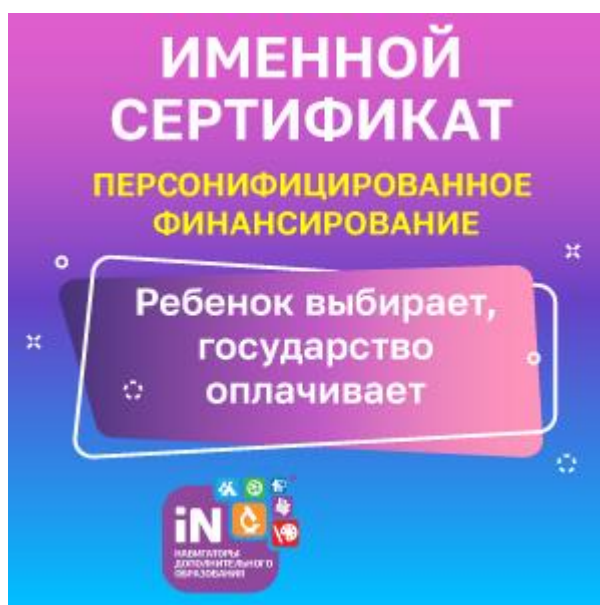 ИМЕННОЙ
СЕРТИФИКАТ
ПЕРСОНИФИЦИРОВАННОЕ
ФИНАНСИРОВАНИЕ
Ребенок выбирает,
государство
оплачивает
iN
НАВИГАТОРЫ
ДОПОЛНИТЕЛЬНОГО
ОБРАЗОВАНИЯ